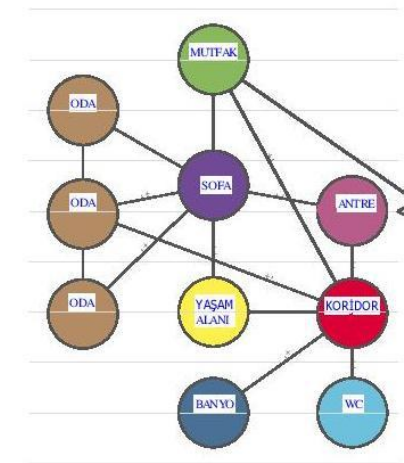 MUTFAK
ODA
SOFA
ODA
ANTRE
ODA
YAŞAM
ALANI
KORİDOR
BANYO
WC